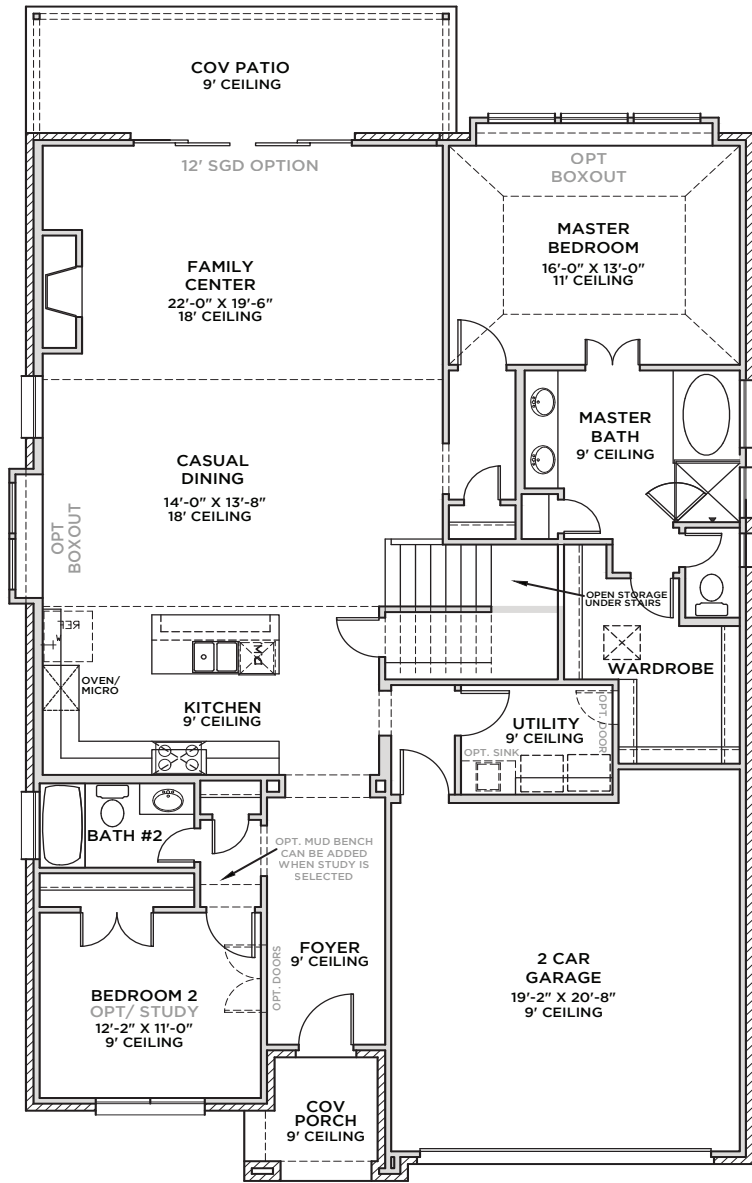 COV PATIO
9' CEILING
12' SGD OPTION
OPT
BOXOUT
MASTER
BEDROOM
16'-0" X 13'-0"
11' CEILING
FAMILY
CENTER
22'-0" X 19'-6"
18' CEILING
MASTER
BATH
9' CEILING
CASUAL
DINING
14'-0" X 13'-8"
18' CEILING
OPT
BOXOUT
OPEN STORAGE
UNDER STAIRS
REF
OVEN/
MICRO
WARDROBE
KITCHEN
9' CEILING
UTILITY
9' CEILING
OPT. DOOR
OPT. SINK
BATH #2
OPT. MUD BENCH
CAN BE ADDED
WHEN STUDY IS
SELECTED
FOYER
9' CEILING
OPT. DOORS
2 CAR
GARAGE
19'-2" X 20'-8"
9' CEILING
BEDROOM 2
OPT/ STUDY
12'-2" X 11'-0"
9' CEILING
COV
PORCH
9' CEILING